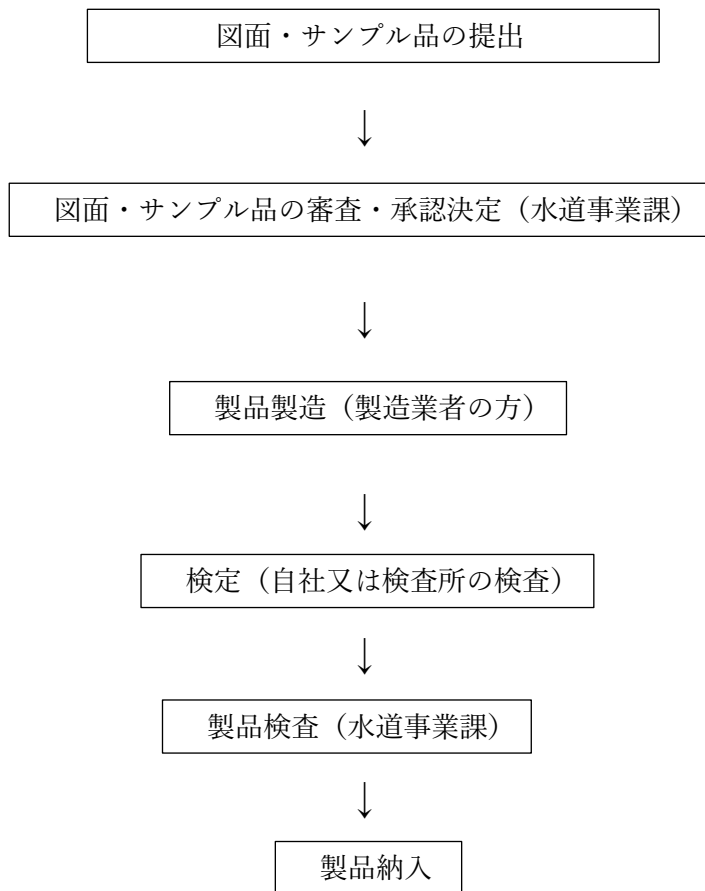 図面・サンプル品の提出
↓
図面・サンプル品の審査・承認決定（水道事業課）
↓
製品製造（製造業者の方）
↓
検定（自社又は検査所の検査）
↓
製品検査（水道事業課）
↓
製品納入